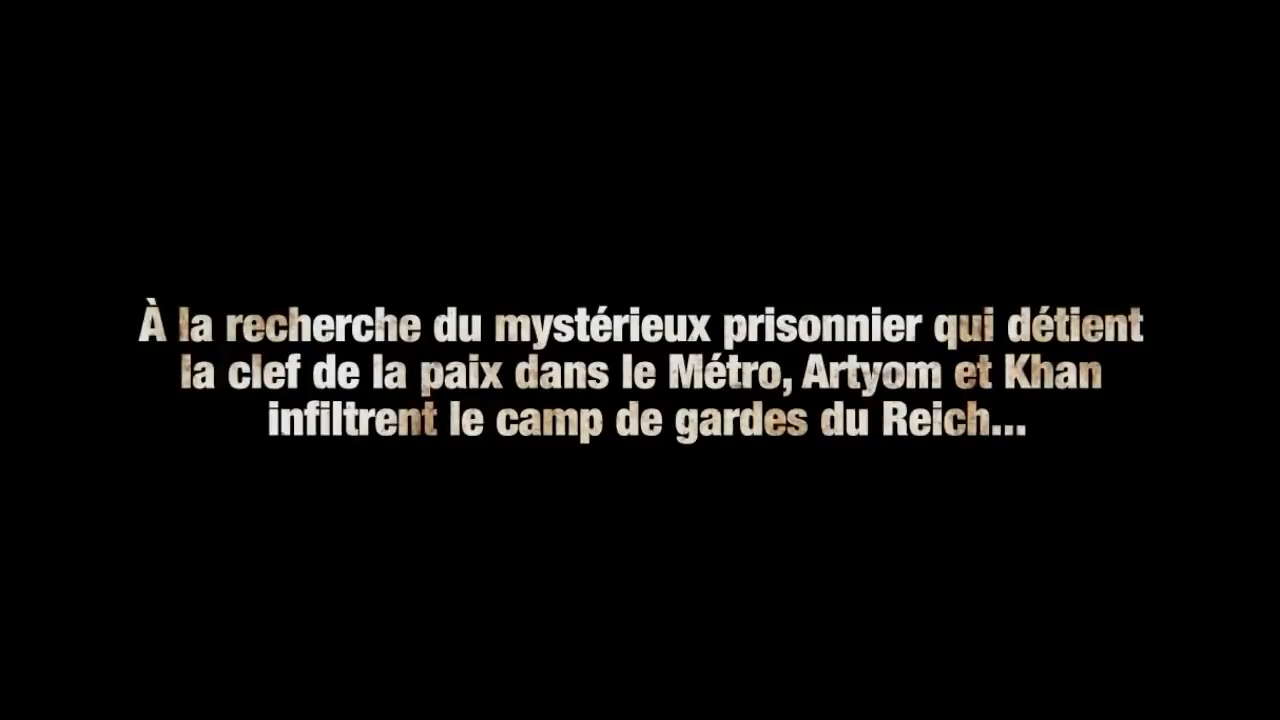 À la recherche du mystérieux prisonnier qui détient
la clef de la paix dans le Métro, Artyom et Khan
infiltrent le camp de gardes du Reich...